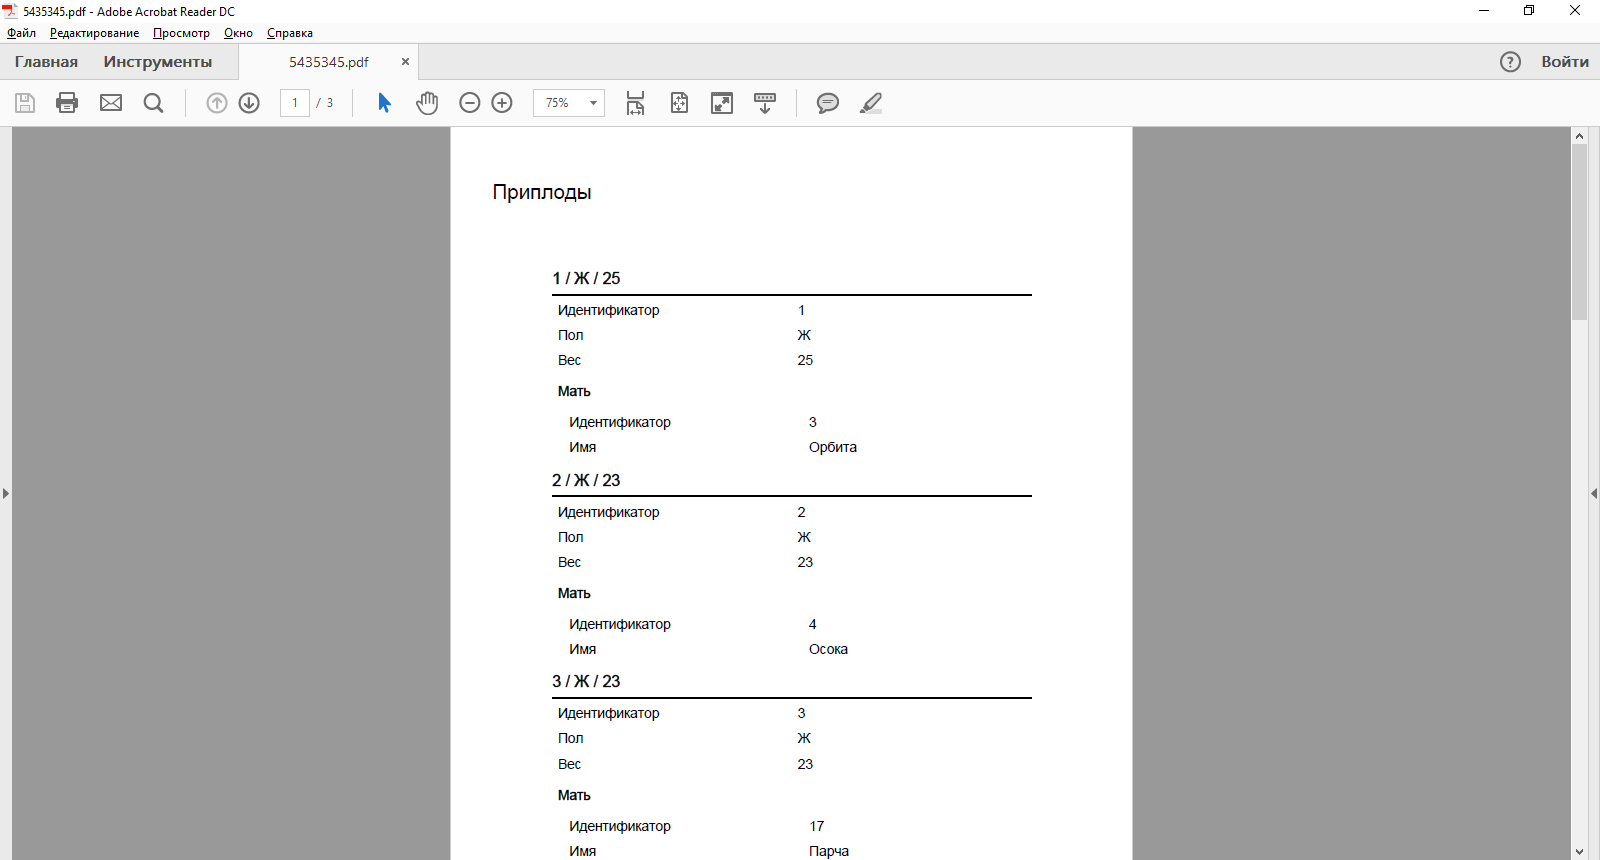 5435345.pdf - Adobe Acrobat Reader DC
Файл Редактирование Просмотр Окно Справка
Главная Инструменты 5435345.pdf × ? Войти
1 / 3 75%
Приплоды
1 / Ж / 25
Идентификатор 1
Пол Ж
Вес 25
Мать
Идентификатор 3
Имя Орбита
2 / Ж / 23
Идентификатор 2
Пол Ж
Вес 23
Мать
Идентификатор 4
Имя Осока
3 / Ж / 23
Идентификатор 3
Пол Ж
Вес 23
Мать
Идентификатор 17
Имя Парча